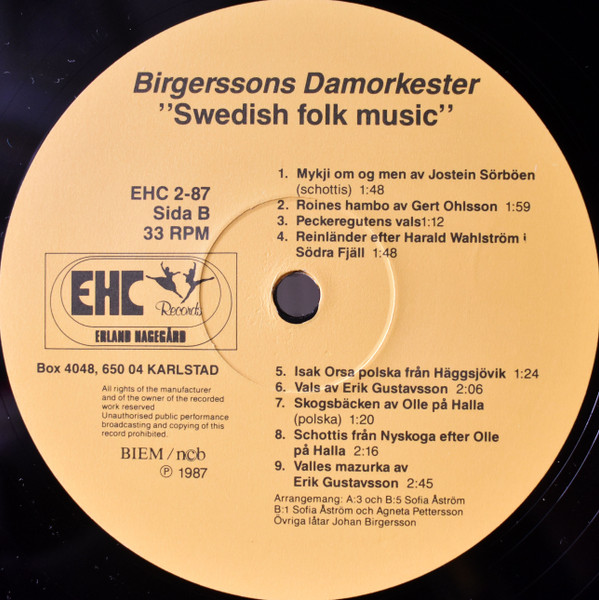 Birgerssons Damorkester
''Swedish folk music''
EHC 2-87
Sida B
33 RPM
EHC
Records
ERLAND HAGEGÅRD
Box 4048, 650 04 KARLSTAD
All rights of the manufacturer
and of the owner of the recorded
work reserved
Unauthorised public performance
broadcasting and copying of this
record prohibited.
BIEM/ncb
Ⓟ 1987
1. Mykji om og men av Jostein Sörböen
(schottis) 1:48
2. Roines hambo av Gert Ohlsson 1:59
3. Peckeregutens vals1:12
4. Reinländer efter Harald Wahlström i
Södra Fjäll 1:48
5. Isak Orsa polska från Häggsjövik 1:24
6. Vals av Erik Gustavsson 2:06
7. Skogsbäcken av Olle på Halla
(polska) 1:20
8. Schottis från Nyskoga efter Olle
på Halla 2:16
9. Valles mazurka av
Erik Gustavsson 2:45
Arrangemang: A:3 och B:5 Sofia Åström
B:1 Sofia Åström och Agneta Pettersson
Övriga låtar Johan Birgersson